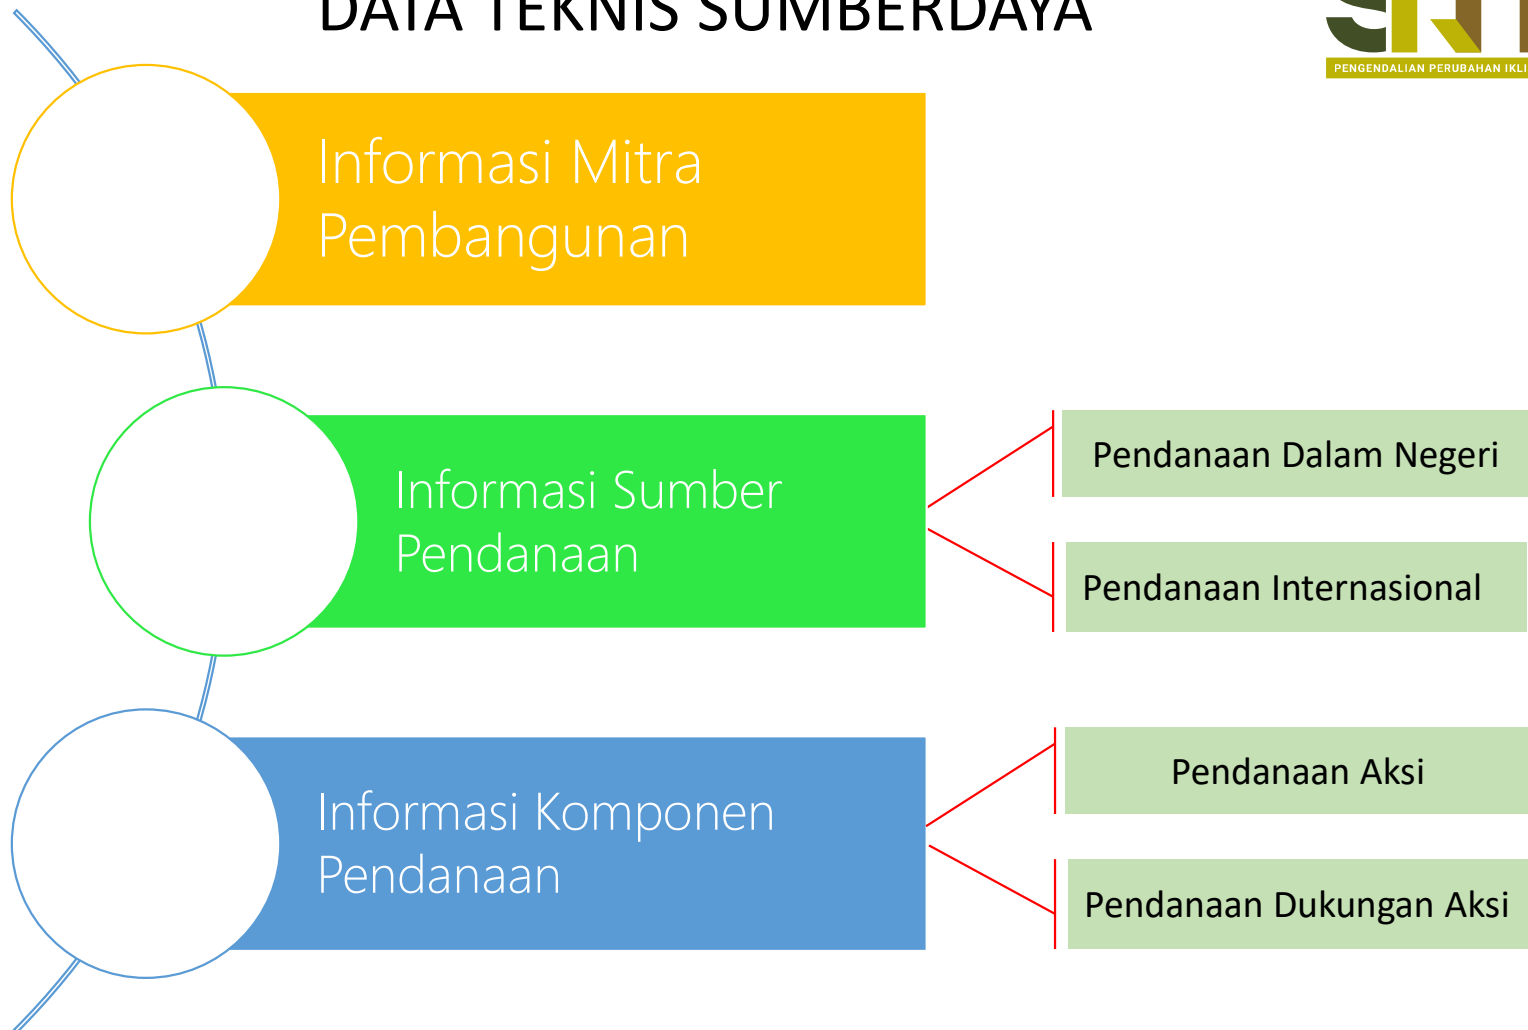 DATA TEKNIS SUMBERDAYA
PENGENDALIAN PERUBAHAN IKLI
Informasi Mitra
Pembangunan
Informasi Sumber
Pendanaan
Pendanaan Dalam Negeri
Pendanaan Internasional
Informasi Komponen
Pendanaan
Pendanaan Aksi
Pendanaan Dukungan Aksi